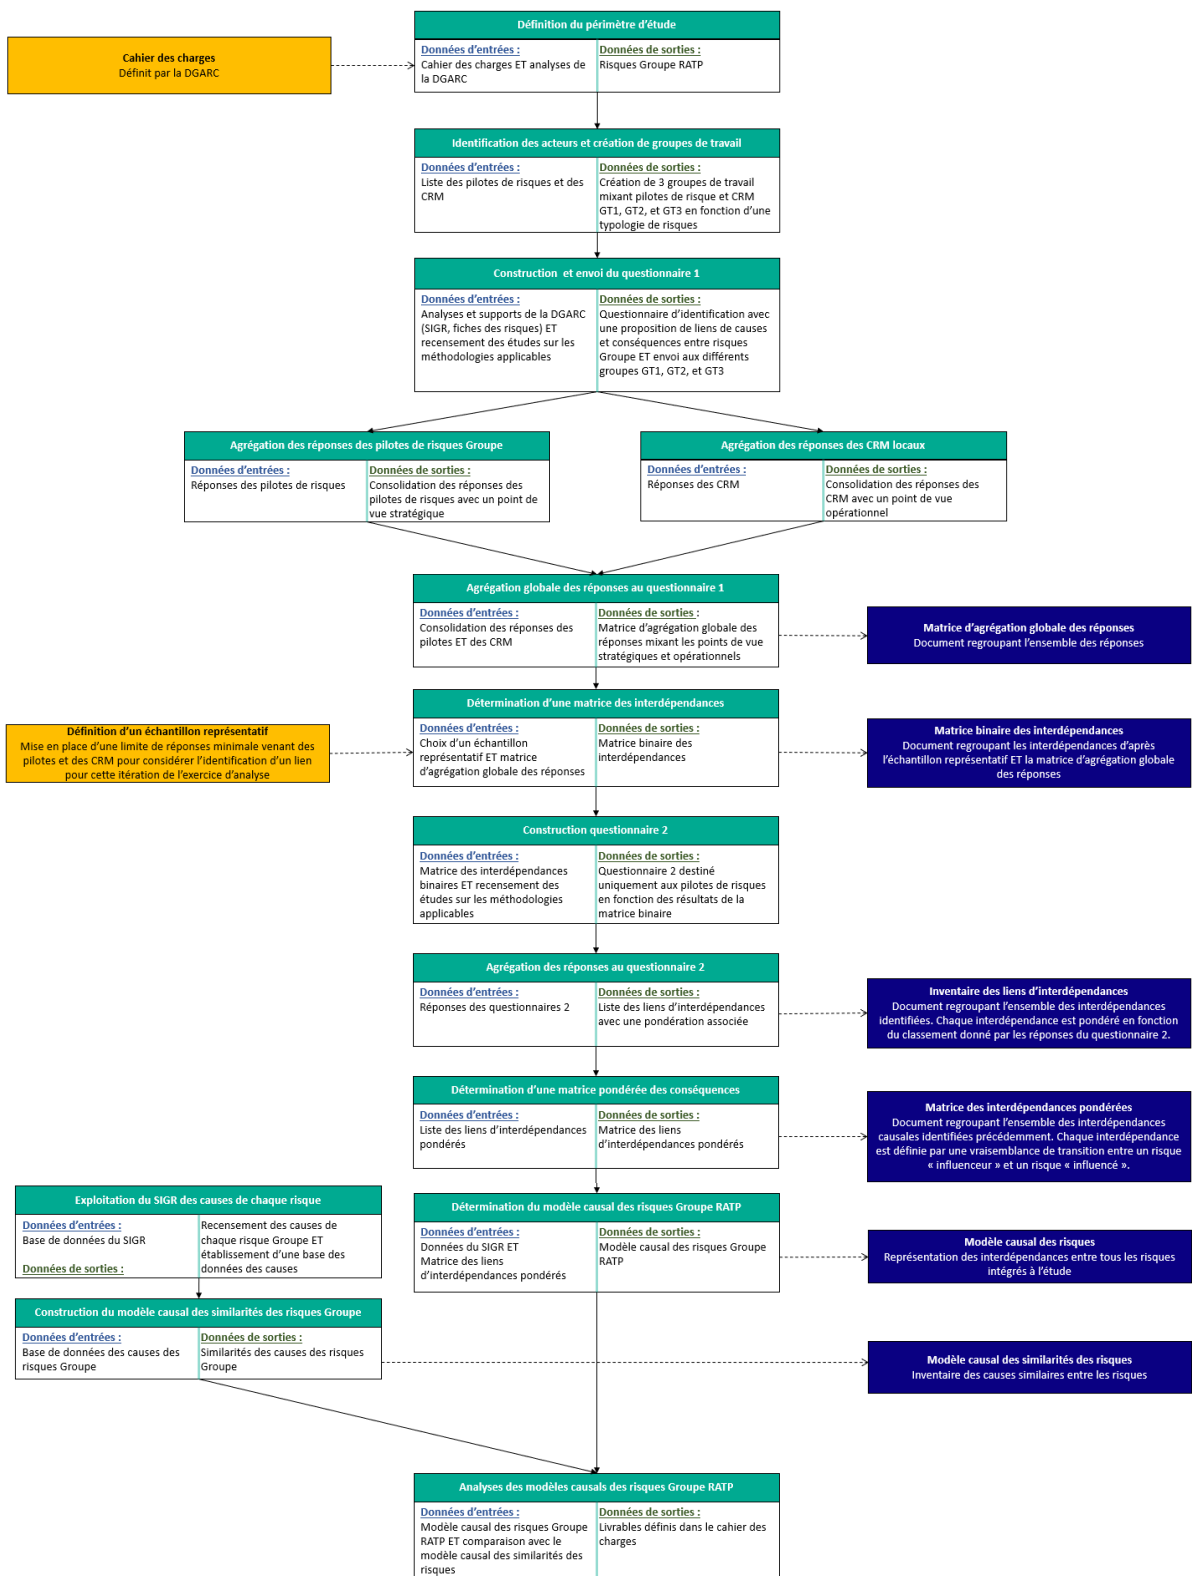 Définition du périmètre d'étude
Cahier des charges
Définit par la DGARC
Données d'entrées :
Cahier des charges ET analyses de
la DGARC
Données de sorties :
Risques Groupe RATP
Identification des acteurs et création de groupes de travail
Données d'entrées :
Liste des pilotes de risques et des
CRM
Données de sorties :
Création de 3 groupes de travail
mixant pilotes de risque et CRM
GT1, GT2, et GT3 en fonction d'une
typologie de risques
Construction et envoi du questionnaire 1
Données d'entrées :
Analyses et supports de la DGARC
(SIGR, fiches des risques) ET
recensement des études sur les
méthodologies applicables
Données de sorties :
Questionnaire d'identification avec
une proposition de liens de causes
et conséquences entre risques
Groupe ET envoi aux différents
groupes GT1, GT2, et GT3
Agrégation des réponses des pilotes de risques Groupe
Données d'entrées :
Réponses des pilotes de risques
Données de sorties :
Consolidation des réponses des
pilotes de risques avec un point de
vue stratégique
Agrégation des réponses des CRM locaux
Données d'entrées :
Réponses des CRM
Données de sorties :
Consolidation des réponses des
CRM avec un point de vue
opérationnel
Agrégation globale des réponses au questionnaire 1
Données d'entrées :
Consolidation des réponses des
pilotes ET des CRM
Données de sorties :
Matrice d'agrégation globale des
réponses mixant les points de vue
stratégiques et opérationnels
Matrice d'agrégation globale des réponses
Document regroupant l'ensemble des réponses
Détermination d'une matrice des interdépendances
Définition d'un échantillon représentatif
Mise en place d'une limite de réponses minimale venant des
pilotes et des CRM pour considérer l'identification d'un lien
pour cette itération de l'exercice d'analyse
Données d'entrées :
Choix d'un échantillon
représentatif ET matrice
d'agrégation globale des réponses
Données de sorties :
Matrice binaire des
interdépendances
Matrice binaire des interdépendances
Document regroupant les interdépendances d'après
l'échantillon représentatif ET la matrice d'agrégation globale
des réponses
Construction questionnaire 2
Données d'entrées :
Matrice des interdépendances
binaires ET recensement des
études sur les méthodologies
applicables
Données de sorties :
Questionnaire 2 destiné
uniquement aux pilotes de risques
en fonction des résultats de la
matrice binaire
Agrégation des réponses au questionnaire 2
Données d'entrées :
Réponses des questionnaires 2
Données de sorties :
Liste des liens d'interdépendances
avec une pondération associée
Inventaire des liens d'interdépendances
Document regroupant l'ensemble des interdépendances
identifiées. Chaque interdépendance est pondéré en fonction
du classement donné par les réponses du questionnaire 2.
Détermination d'une matrice pondérée des conséquences
Données d'entrées :
Liste des liens d'interdépendances
pondérés
Données de sorties :
Matrice des liens
d'interdépendances pondérés
Matrice des interdépendances pondérées
Document regroupant l'ensemble des interdépendances
causales identifiées précédemment. Chaque interdépendance
est définie par une vraisemblance de transition entre un risque
« influenceur » et un risque « influencé ».
Exploitation du SIGR des causes de chaque risque
Données d'entrées :
Base de données du SIGR
Données de sorties :
Recensement des causes de
chaque risque Groupe ET
établissement d'une base des
données des causes
Détermination du modèle causal des risques Groupe RATP
Données d'entrées :
Données du SIGR ET
Matrice des liens
d'interdépendances pondérés
Données de sorties :
Modèle causal des risques Groupe
RATP
Modèle causal des risques
Représentation des interdépendances entre tous les risques
intégrés à l'étude
Construction du modèle causal des similarités des risques Groupe
Données d'entrées :
Base de données des causes des
risques Groupe
Données de sorties :
Similarités des causes des risques
Groupe
Modèle causal des similarités des risques
Inventaire des causes similaires entre les risques
Analyses des modèles causals des risques Groupe RATP
Données d'entrées :
Modèle causal des risques Groupe
RATP ET comparaison avec le
modèle causal des similarités des
risques
Données de sorties :
Livrables définis dans le cahier des
charges